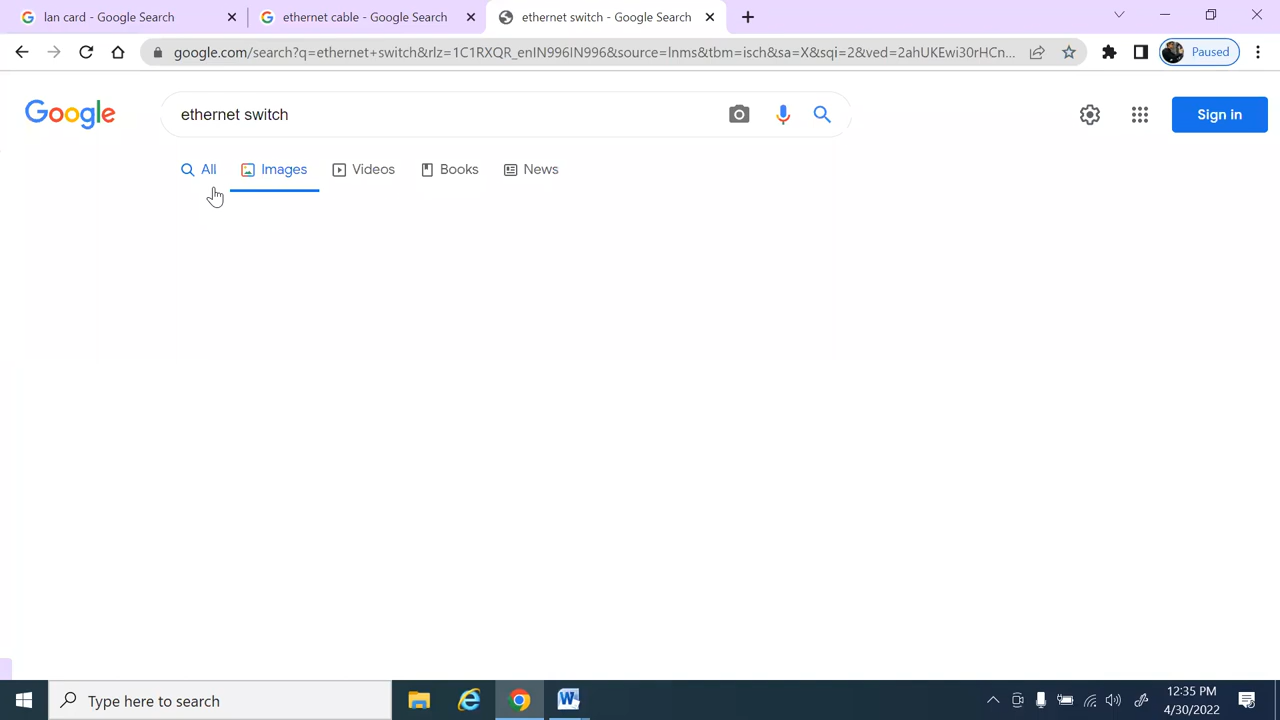 lan card - Google Search
ethernet cable - Google Search
ethernet switch - Google Search
google.com/search?q=ethernet+switch&rlz=1C1RXQR_enIN996IN996&source=lnms&tbm=isch&sa=X&sqi=2&ved=2ahUKEwi30rHCn...
Paused
Google
ethernet switch
Sign in
All
Images
Videos
Books
News
Type here to search
12:35 PM
4/30/2022